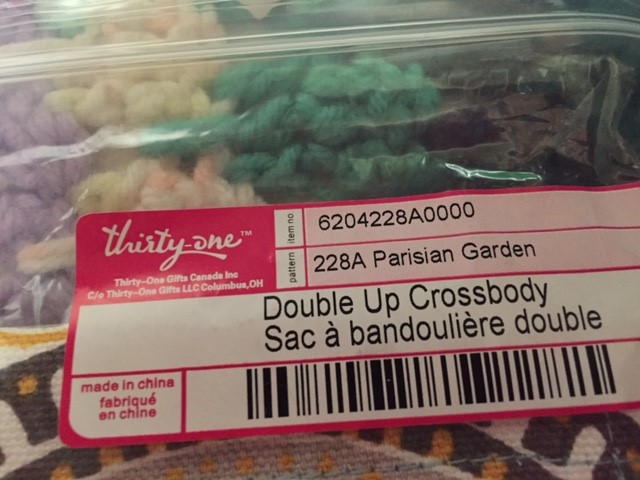 thirty-one™
Thirty-One Gifts Canada Inc
C/o Thirty-One Gifts LLC Columbus,OH
item no
6204228A0000
pattern
228A Parisian Garden
Double Up Crossbody
Sac à bandoulière double
made in china
fabriqué
en chine